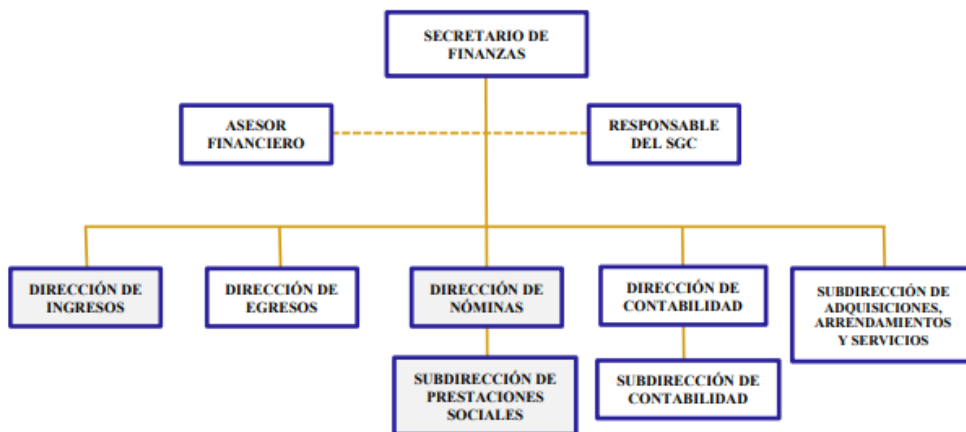 SECRETARIO DE
FINANZAS
ASESOR
FINANCIERO
RESPONSABLE
DEL SGC
DIRECCIÓN DE
INGRESOS
DIRECCIÓN DE
EGRESOS
DIRECCIÓN DE
NÓMINAS
DIRECCIÓN DE
CONTABILIDAD
SUBDIRECCIÓN DE
ADQUISICIONES,
ARRENDAMIENTOS
Y SERVICIOS
SUBDIRECCIÓN DE
PRESTACIONES
SOCIALES
SUBDIRECCIÓN DE
CONTABILIDAD